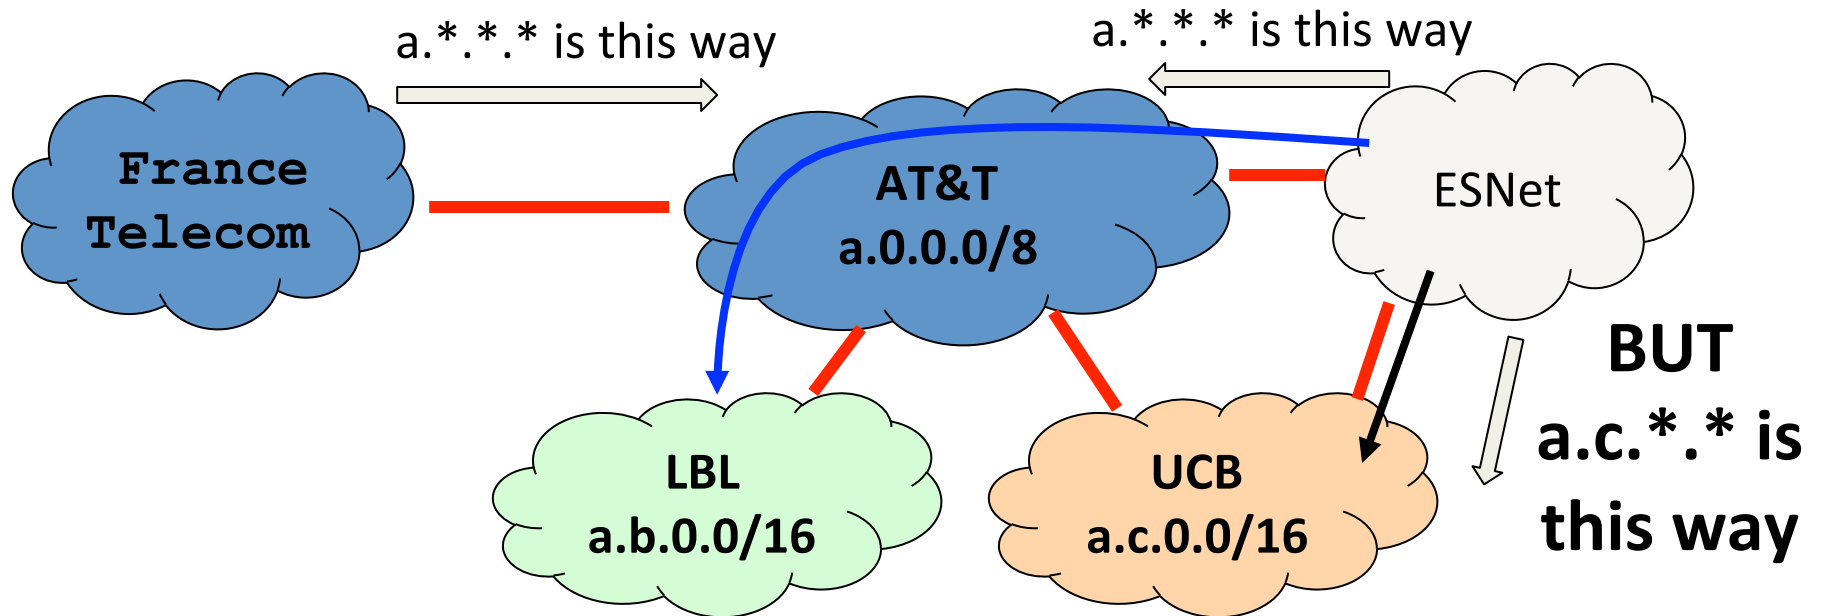 a.*.*.* is this way
a.*.*.* is this way
France
Telecom
AT&T
a.0.0.0/8
ESNet
LBL
a.b.0.0/16
UCB
a.c.0.0/16
BUT
a.c.*.* is
this way